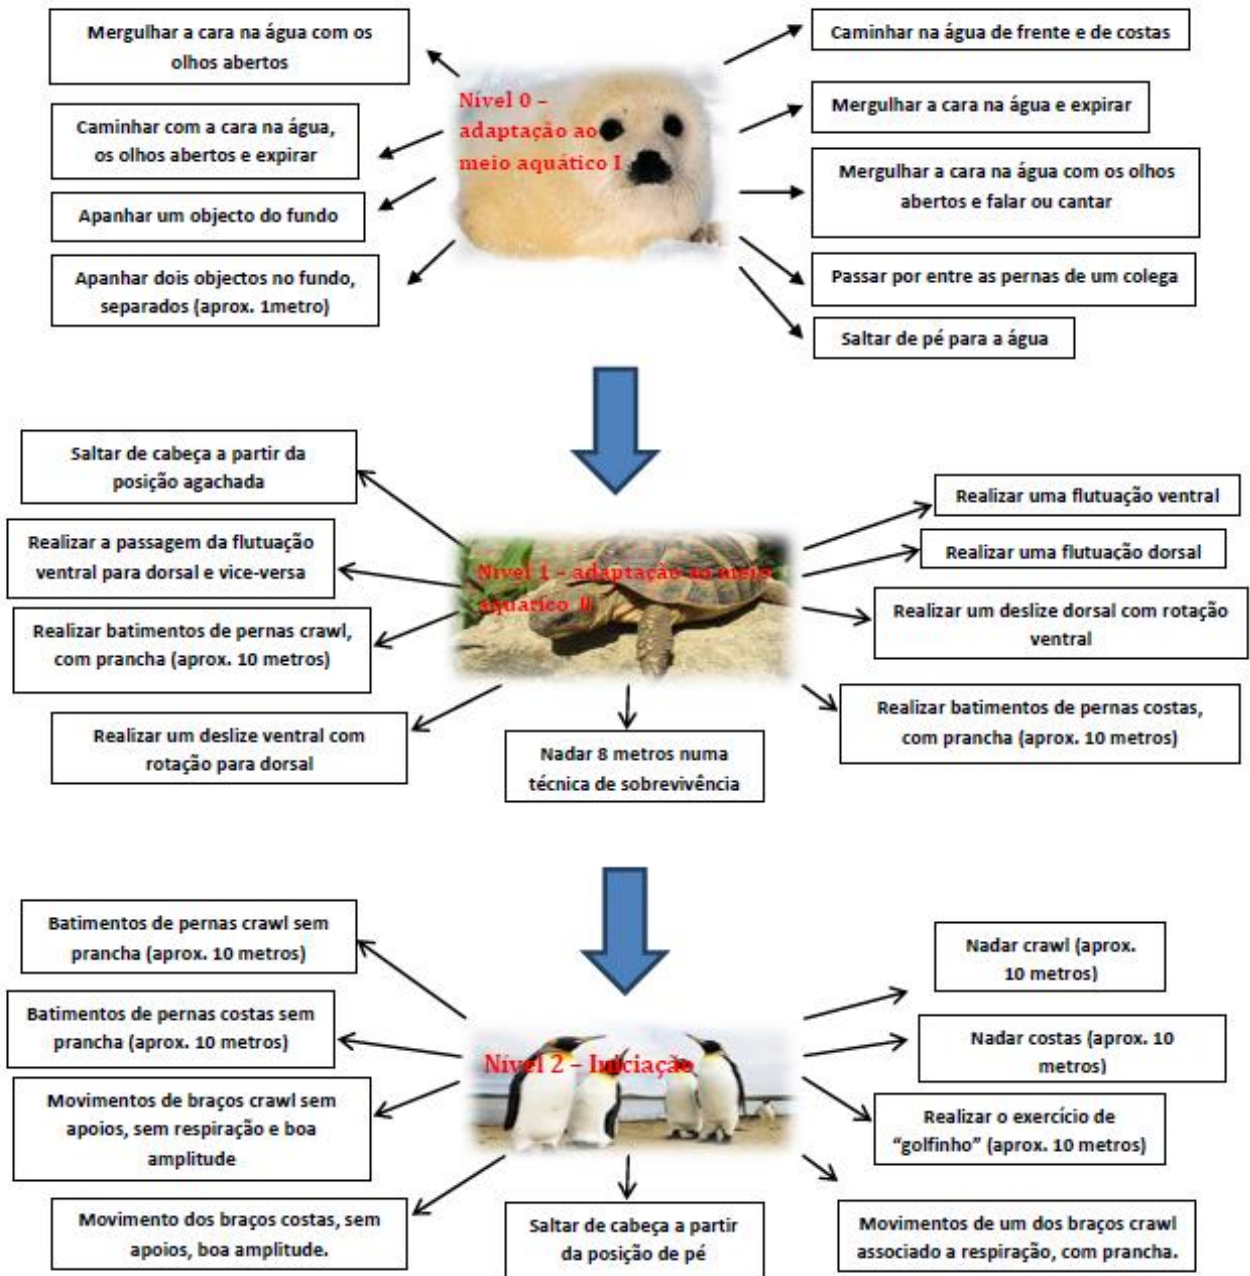 Mergulhar a cara na água com os
olhos abertos
Caminhar com a cara na água,
os olhos abertos e expirar
Apanhar um objecto do fundo
Apanhar dois objectos no fundo,
separados (aprox. 1metro)
Nível 0 –
adaptação ao
meio aquático I
Caminhar na água de frente e de costas
Mergulhar a cara na água e expirar
Mergulhar a cara na água com os olhos
abertos e falar ou cantar
Passar por entre as pernas de um colega
Saltar de pé para a água
Saltar de cabeça a partir da
posição agachada
Realizar a passagem da flutuação
ventral para dorsal e vice-versa
Realizar batimentos de pernas crawl,
com prancha (aprox. 10 metros)
Realizar um deslize ventral com
rotação para dorsal
Nível 1 – adaptação ao meio
aquatico II
Nadar 8 metros numa
técnica de sobrevivência
Realizar uma flutuação ventral
Realizar uma flutuação dorsal
Realizar um deslize dorsal com rotação
ventral
Realizar batimentos de pernas costas,
com prancha (aprox. 10 metros)
Batimentos de pernas crawl sem
prancha (aprox. 10 metros)
Batimentos de pernas costas sem
prancha (aprox. 10 metros)
Movimentos de braços crawl sem
apoios, sem respiração e boa
amplitude
Movimento dos braços costas, sem
apoios, boa amplitude.
Nível 2 – Iniciação
Saltar de cabeça a partir
da posição de pé
Nadar crawl (aprox.
10 metros)
Nadar costas (aprox. 10
metros)
Realizar o exercício de
“golfinho” (aprox. 10 metros)
Movimentos de um dos braços crawl
associado a respiração, com prancha.